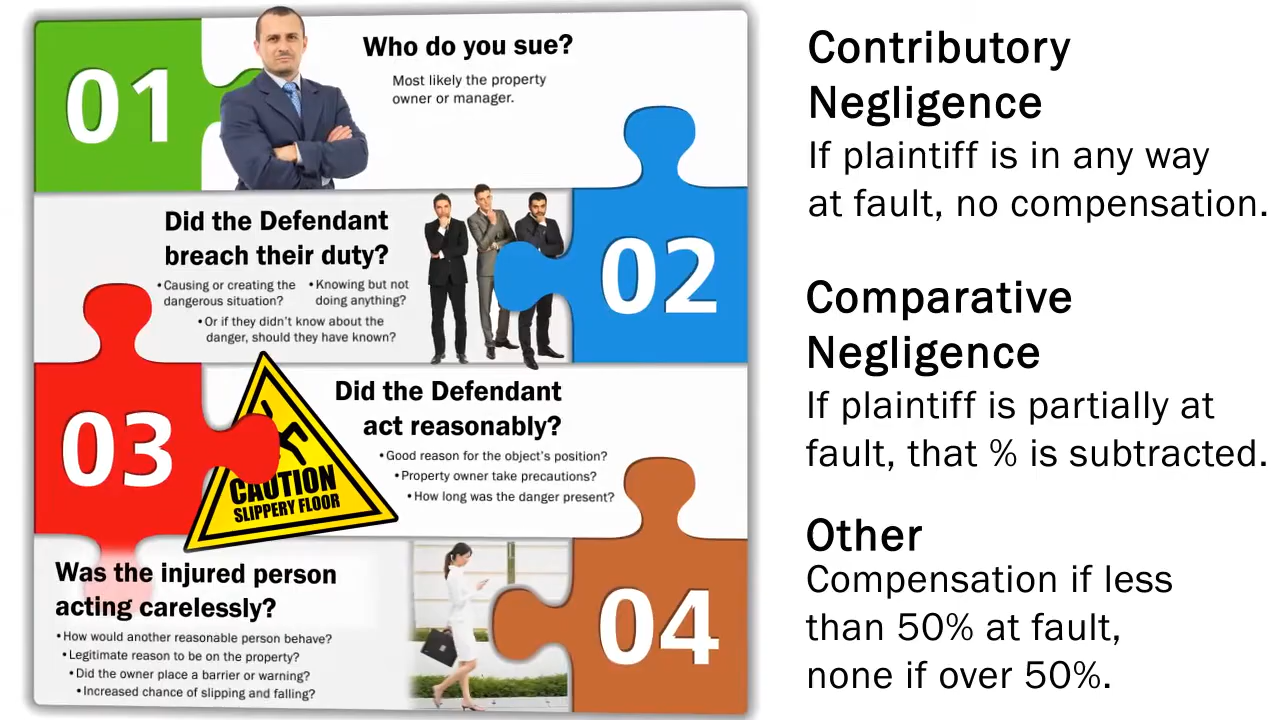 01
Who do you sue?
Most likely the property
owner or manager.
Did the Defendant
breach their duty?
•Causing or creating the
dangerous situation?
•Knowing but not
doing anything?
•Or if they didn't know about the
danger, should they have known?
02
03
CAUTION
SLIPPERY FLOOR
Did the Defendant
act reasonably?
•Good reason for the object's position?
•Property owner take precautions?
•How long was the danger present?
Was the injured person
acting carelessly?
•How would another reasonable person behave?
•Legitimate reason to be on the property?
•Did the owner place a barrier or warning?
•Increased chance of slipping and falling?
04
Contributory
Negligence
If plaintiff is in any way
at fault, no compensation.
Comparative
Negligence
If plaintiff is partially at
fault, that % is subtracted.
Other
Compensation if less
than 50% at fault,
none if over 50%.